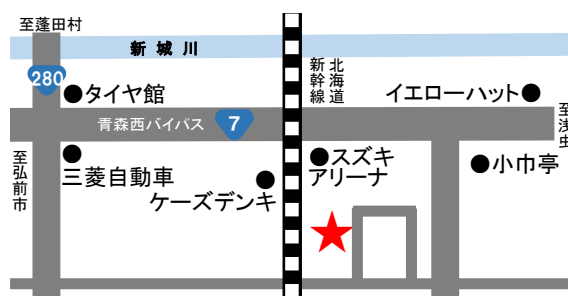 至蓬田村
新城川
280
タイヤ館
北海道
新幹線
イエローハット
至浅虫
青森西バイパス
7
至弘前市
三菱自動車
ケーズデンキ
スズキ
アリーナ
小巾亭